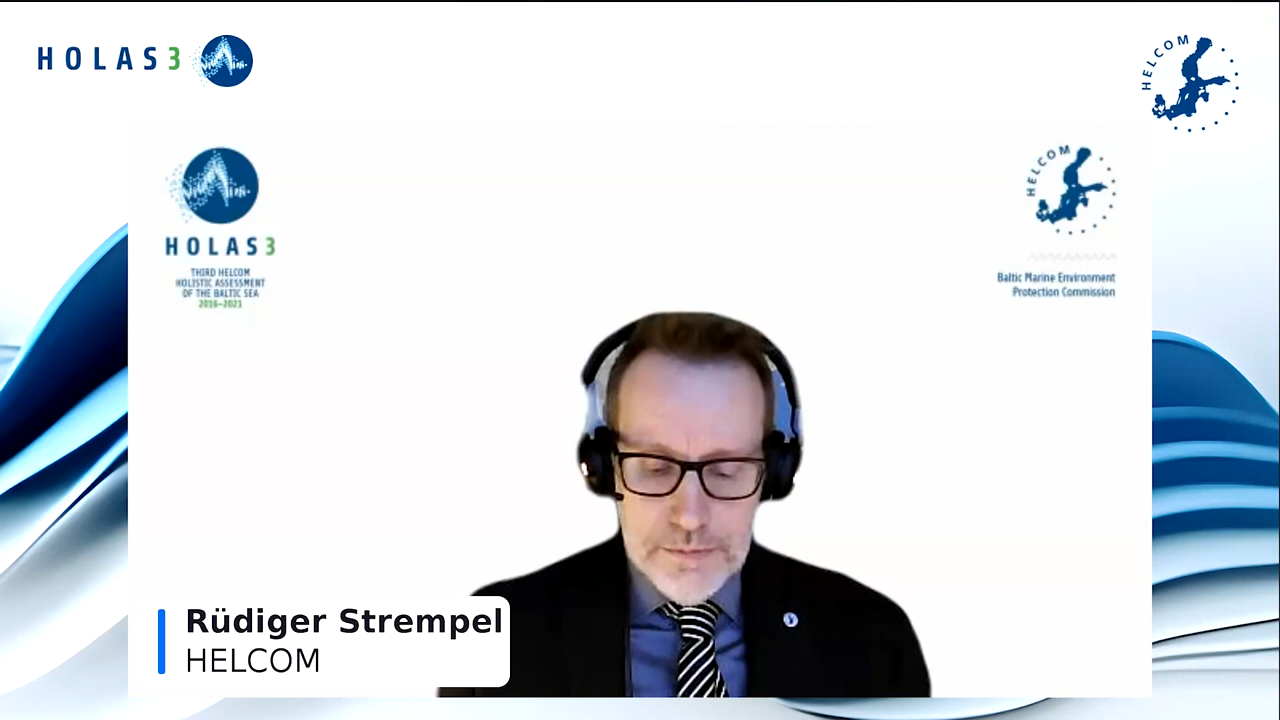 HOLAS3
HELCOM
HELCOM
HOLAS3
THIRD HELCOM
HOLISTIC ASSESSMENT
OF THE BALTIC SEA
2016–2021
Baltic Marine Environment
Protection Commission
Rüdiger Strempel
HELCOM